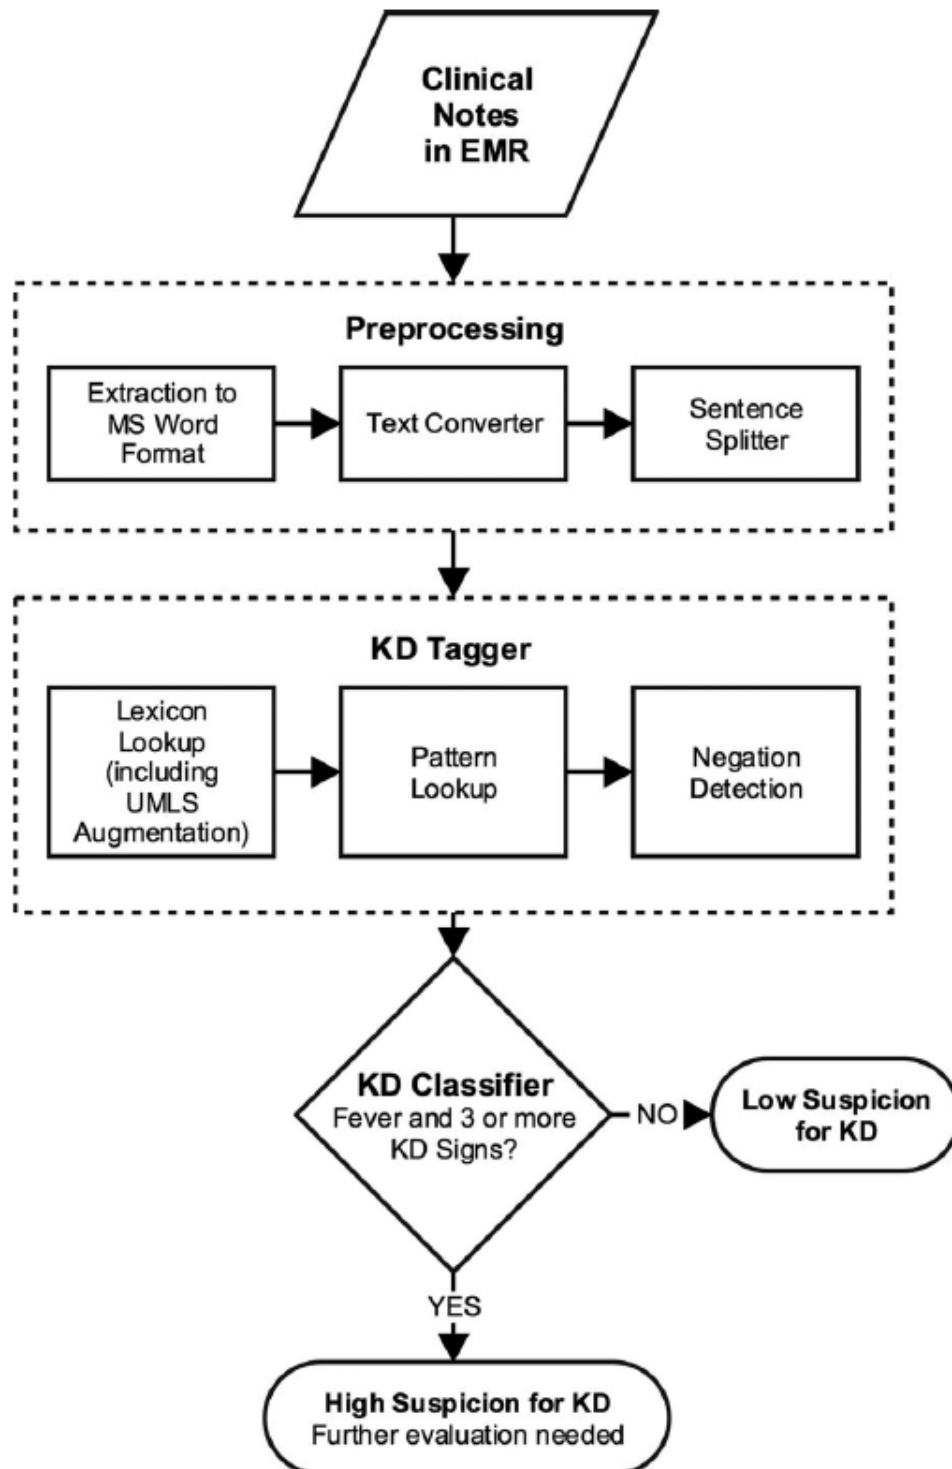 Clinical
Notes
in EMR
Preprocessing
Extraction to
MS Word
Format
Text Converter
Sentence
Splitter
KD Tagger
Lexicon
Lookup
(including
UMLS
Augmentation)
Pattern
Lookup
Negation
Detection
KD Classifier
Fever and 3 or more
KD Signs?
NO
Low Suspicion
for KD
YES
High Suspicion for KD
Further evaluation needed